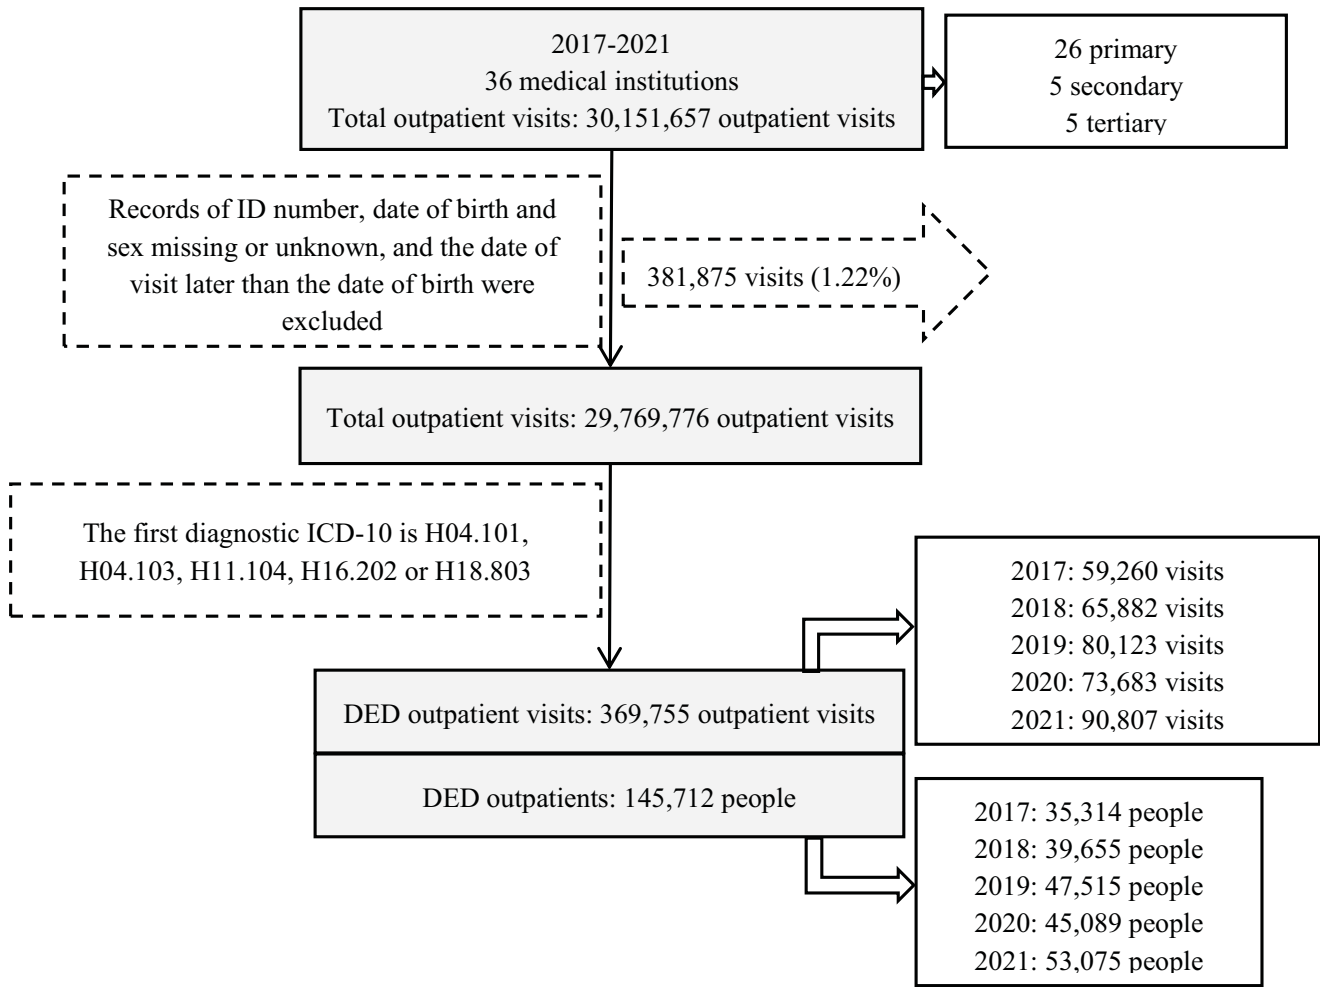 2017-2021
36 medical institutions
Total outpatient visits: 30,151,657 outpatient visits
26 primary
5 secondary
5 tertiary
Records of ID number, date of birth and
sex missing or unknown, and the date of
visit later than the date of birth were
excluded
381,875 visits (1.22%)
Total outpatient visits: 29,769,776 outpatient visits
The first diagnostic ICD-10 is H04.101,
H04.103, H11.104, H16.202 or H18.803
2017: 59,260 visits
2018: 65,882 visits
2019: 80,123 visits
2020: 73,683 visits
2021: 90,807 visits
DED outpatient visits: 369,755 outpatient visits
DED outpatients: 145,712 people
2017: 35,314 people
2018: 39,655 people
2019: 47,515 people
2020: 45,089 people
2021: 53,075 people